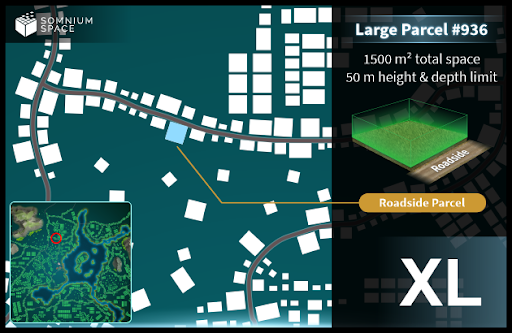 SOMNIUM
SPACE
Large Parcel #936
1500 m² total space
50 m height & depth limit
Roadside
Roadside Parcel
XL